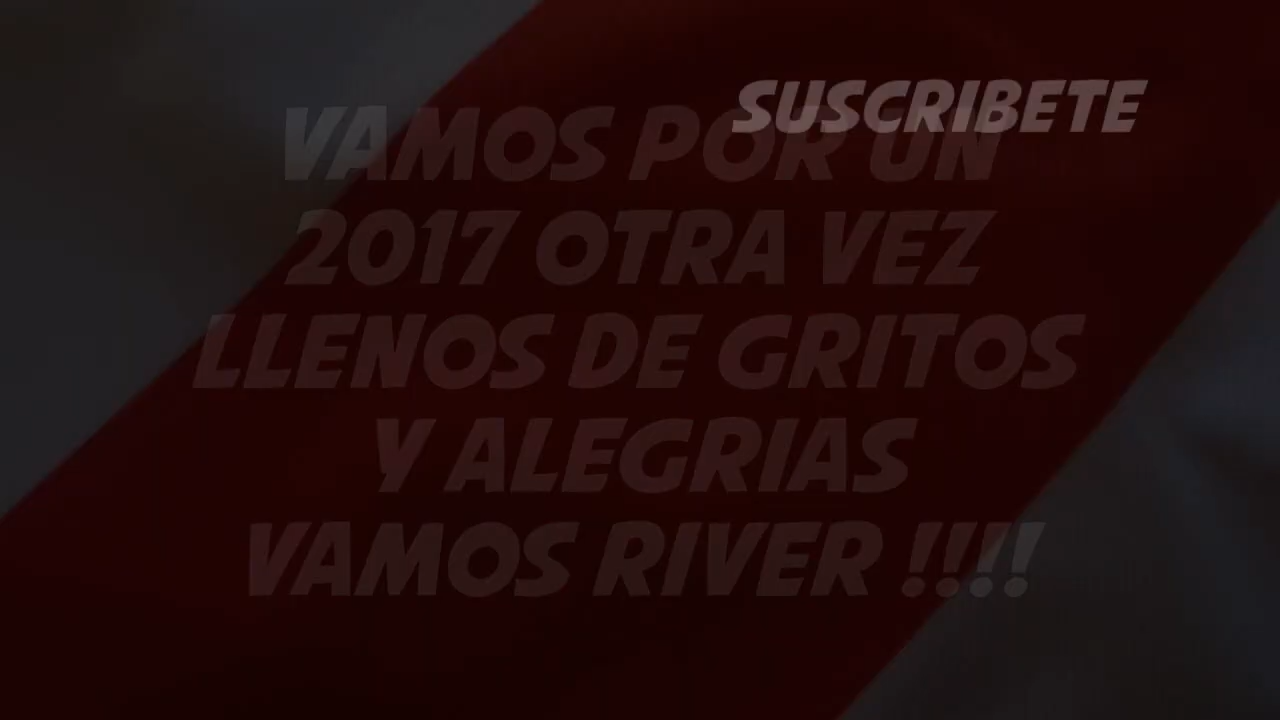 SUSCRIBETE
VAMOS POR UN
2017 OTRA VEZ
LLENOS DE GRITOS
Y ALEGRIAS
VAMOS RIVER !!!!